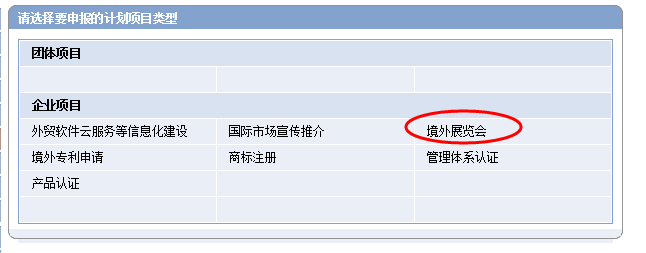 请选择要申报的计划项目类型
团体项目
企业项目
外贸软件云服务等信息化建设 国际市场宣传推介 境外展览会
境外专利申请 商标注册 管理体系认证
产品认证